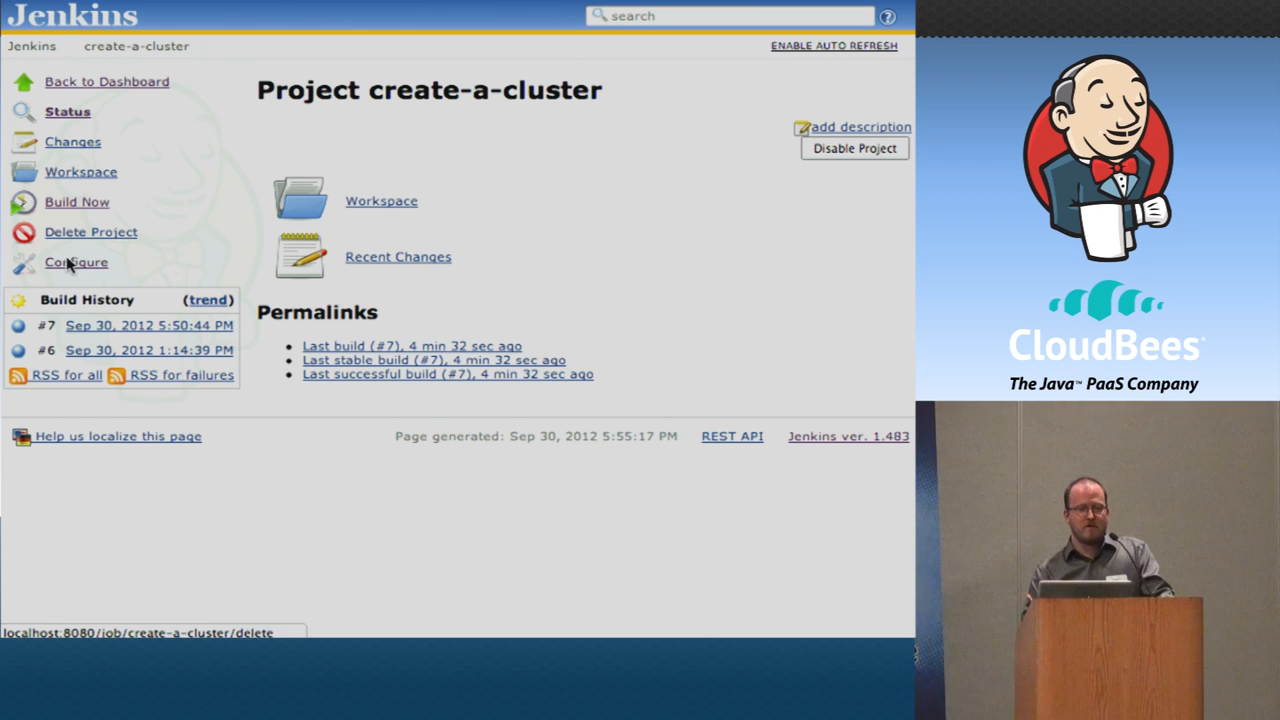 Jenkins
search
Jenkins create-a-cluster
ENABLE AUTO REFRESH
Back to Dashboard
Status
Changes
Workspace
Build Now
Delete Project
Configure
Build History (trend)
#7 Sep 30, 2012 5:50:44 PM
#6 Sep 30, 2012 1:14:39 PM
RSS for all RSS for failures
Project create-a-cluster
add description
Disable Project
Workspace
Recent Changes
Permalinks
Last build (#7), 4 min 32 sec ago
Last stable build (#7), 4 min 32 sec ago
Last successful build (#7), 4 min 32 sec ago
Help us localize this page
Page generated: Sep 30, 2012 5:55:17 PM REST API Jenkins ver. 1.483
localhost:8080/job/create-a-cluster/delete
CloudBees
The Java™ PaaS Company